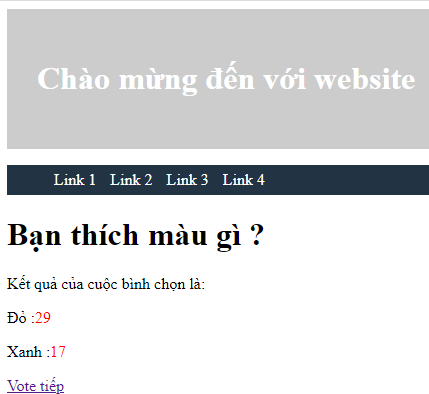 Chào mừng đến với website
Link 1 Link 2 Link 3 Link 4
Bạn thích màu gì ?
Kết quả của cuộc bình chọn là:
Đỏ :29
Xanh :17
Vote tiếp